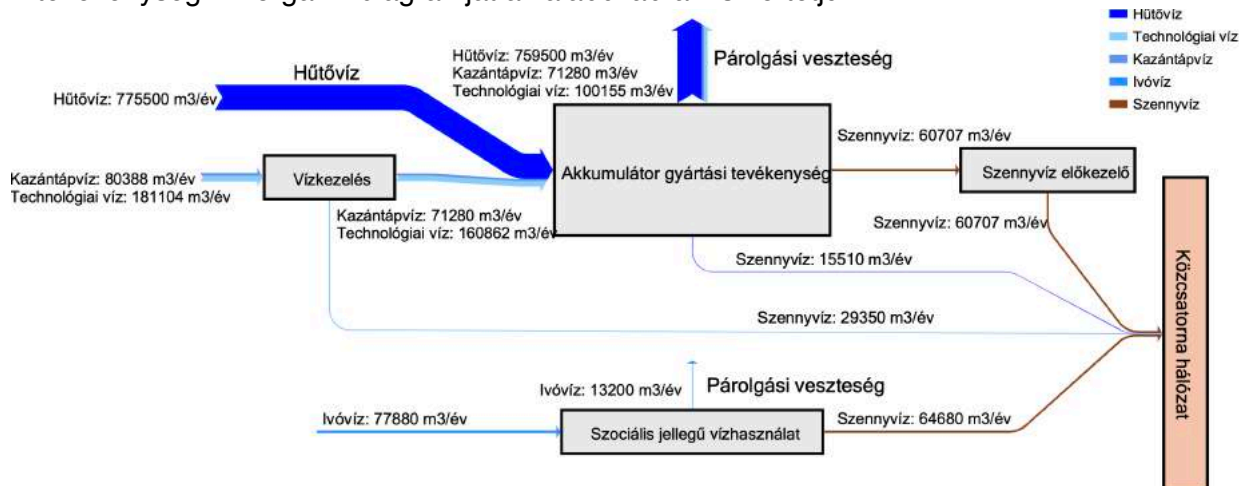 Hűtővíz
Technológiai víz
Kazántápvíz
Ivóvíz
Szennyvíz
Hűtővíz: 759500 m3/év
Kazántápvíz: 71280 m3/év
Technológiai víz: 100155 m3/év
Párolgási veszteség
Hűtővíz
Hűtővíz: 775500 m3/év
Kazántápvíz: 80388 m3/év
Technológiai víz: 181104 m3/év
Vízkezelés
Kazántápvíz: 71280 m3/év
Technológiai víz: 160862 m3/év
Akkumulátor gyártási tevékenység
Szennyvíz: 60707 m3/év
Szennyvíz előkezelő
Szennyvíz: 60707 m3/év
Szennyvíz: 15510 m3/év
Szennyvíz: 29350 m3/év
Ivóvíz: 13200 m3/év
Párolgási veszteség
Ivóvíz: 77880 m3/év
Szociális jellegű vízhasználat
Szennyvíz: 64680 m3/év
Közcsatorna hálózat